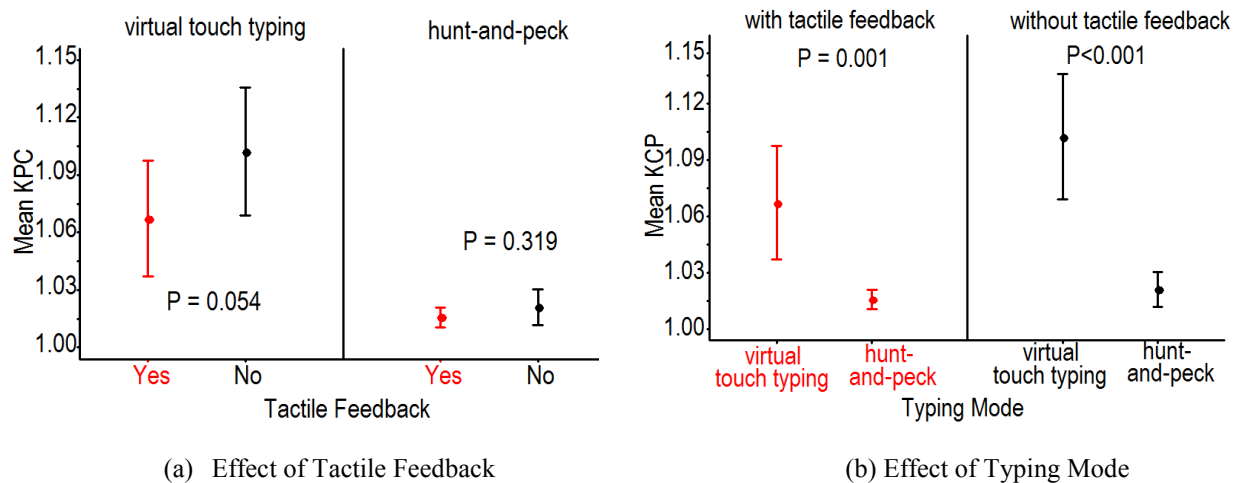 virtual touch typing
hunt-and-peck
1.15
1.12
1.09
1.06
1.03
1.00
Mean KPC
P = 0.054
P = 0.319
Yes
No
Yes
No
Tactile Feedback
(a) Effect of Tactile Feedback
with tactile feedback
without tactile feedback
P = 0.001
P<0.001
1.15
1.12
1.09
1.06
1.03
1.00
Mean KCP
virtual
touch typing
hunt-
and-peck
virtual
touch typing
hunt-
and-peck
Typing Mode
(b) Effect of Typing Mode